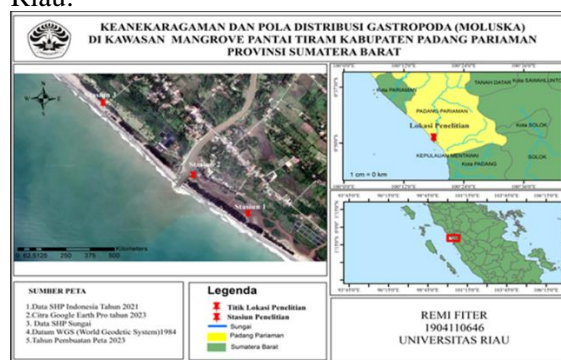 Riau.
KEANEKARAGAMAN DAN POLA DISTRIBUSI GASTROPODA (MOLUSKA)
DI KAWASAN MANGROVE PANTAI TIRAM KABUPATEN PADANG PARIAMAN
PROVINSI SUMATERA BARAT
Stasiun 3
Stasiun 1
Kilometers
Kota PARIAMAN
TANAH DATAR
Kota SAWAHLUNTO
PADANG PARIAMAN
Kota SOLOK
Lokasi Penelitian
KEPULAUAN MENTAWAI
SOLOK
Kota PADANG
1 cm = 0 km
SUMBER PETA
1.Data SHP Indonesia Tahun 2021
2.Citra Google Earth Pro tahun 2023
3. Data SHP Sungai
4.Datum WGS (World Geodetic System)1984
5.Tahun Pembuatan Peta 2023
Legenda
Titik Lokasi Penelitian
Stasiun Penelitian
Sungai
Padang Pariaman
Sumatera Barat
REMI FITER
1904110646
UNIVERSITAS RIAU